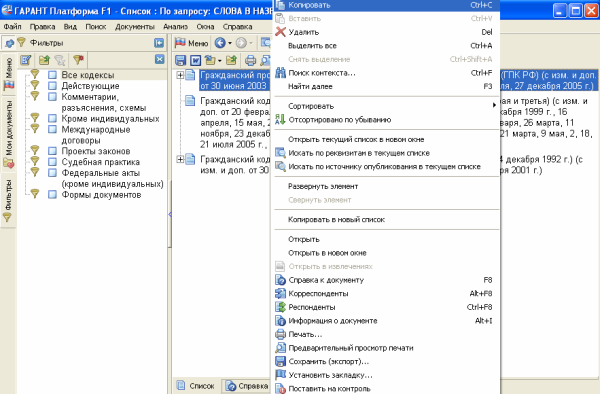 ГАРАНТ Платформа F1 - Список : По запросу: СЛОВА В НАЗВ
Файл Правка Вид Поиск Документы Анализ Окна Справка
Фильтры
Меню
Мои документы
Фильтры
Все кодексы
Действующие
Комментарии,
разъяснения, схемы
Кроме индивидуальных
Международные
договоры
Проекты законов
Судебная практика
Федеральные акты
(кроме индивидуальных)
Формы документов
Меню
Гражданский про
от 30 июня 2003
(ГПК РФ) (с изм. и доп.
27 декабря 2005 г.)
Гражданский код
доп. от 20 февра
апреля, 15 мая, 2
ноября, 23 декабр
21 июля 2005 г.,
ая и третья) (с изм. и
кабря 1999 г., 16
варя, 26 марта, 11
21 марта, 9 мая, 2, 18,
Гражданский код
изм. и доп. от 30
декабря 1992 г.) (с
ря 2001 г.)
Список Справка
Копировать Ctrl+C
Вставить Ctrl+V
Удалить Del
Выделить все Ctrl+A
Снять выделение Ctrl+Shift+A
Поиск контекста... Ctrl+F
Найти далее F3
Сортировать
Отсортировано по убыванию
Открыть текущий список в новом окне
Искать по реквизитам в текущем списке
Искать по источнику опубликования в текущем списке
Развернуть элемент
Свернуть элемент
Копировать в новый список
Открыть
Открыть в новом окне
Открыть в извлечениях
Справка к документу F8
Корреспонденты Alt+F8
Респонденты Ctrl+F8
Информация о документе Alt+I
Печать...
Предварительный просмотр печати
Сохранить (экспорт)...
Установить закладку...
Поставить на контроль